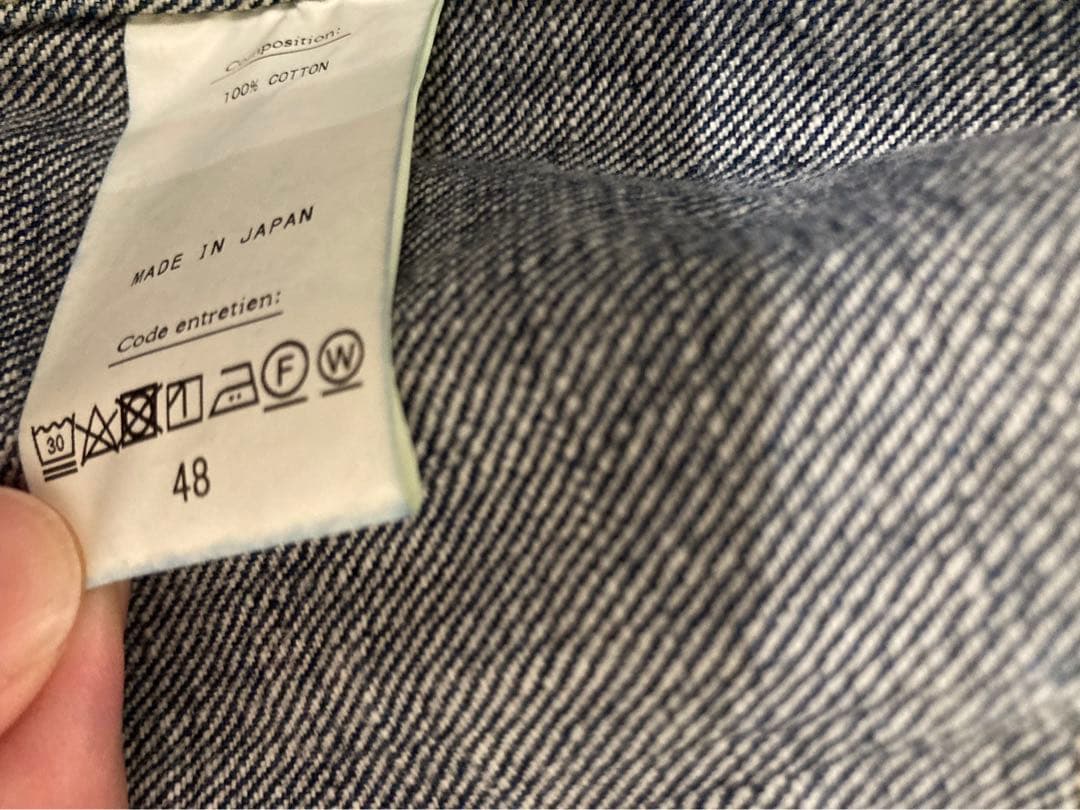 Composition:
100% COTTON
MADE IN JAPAN
Code entretien:
30 F W
48